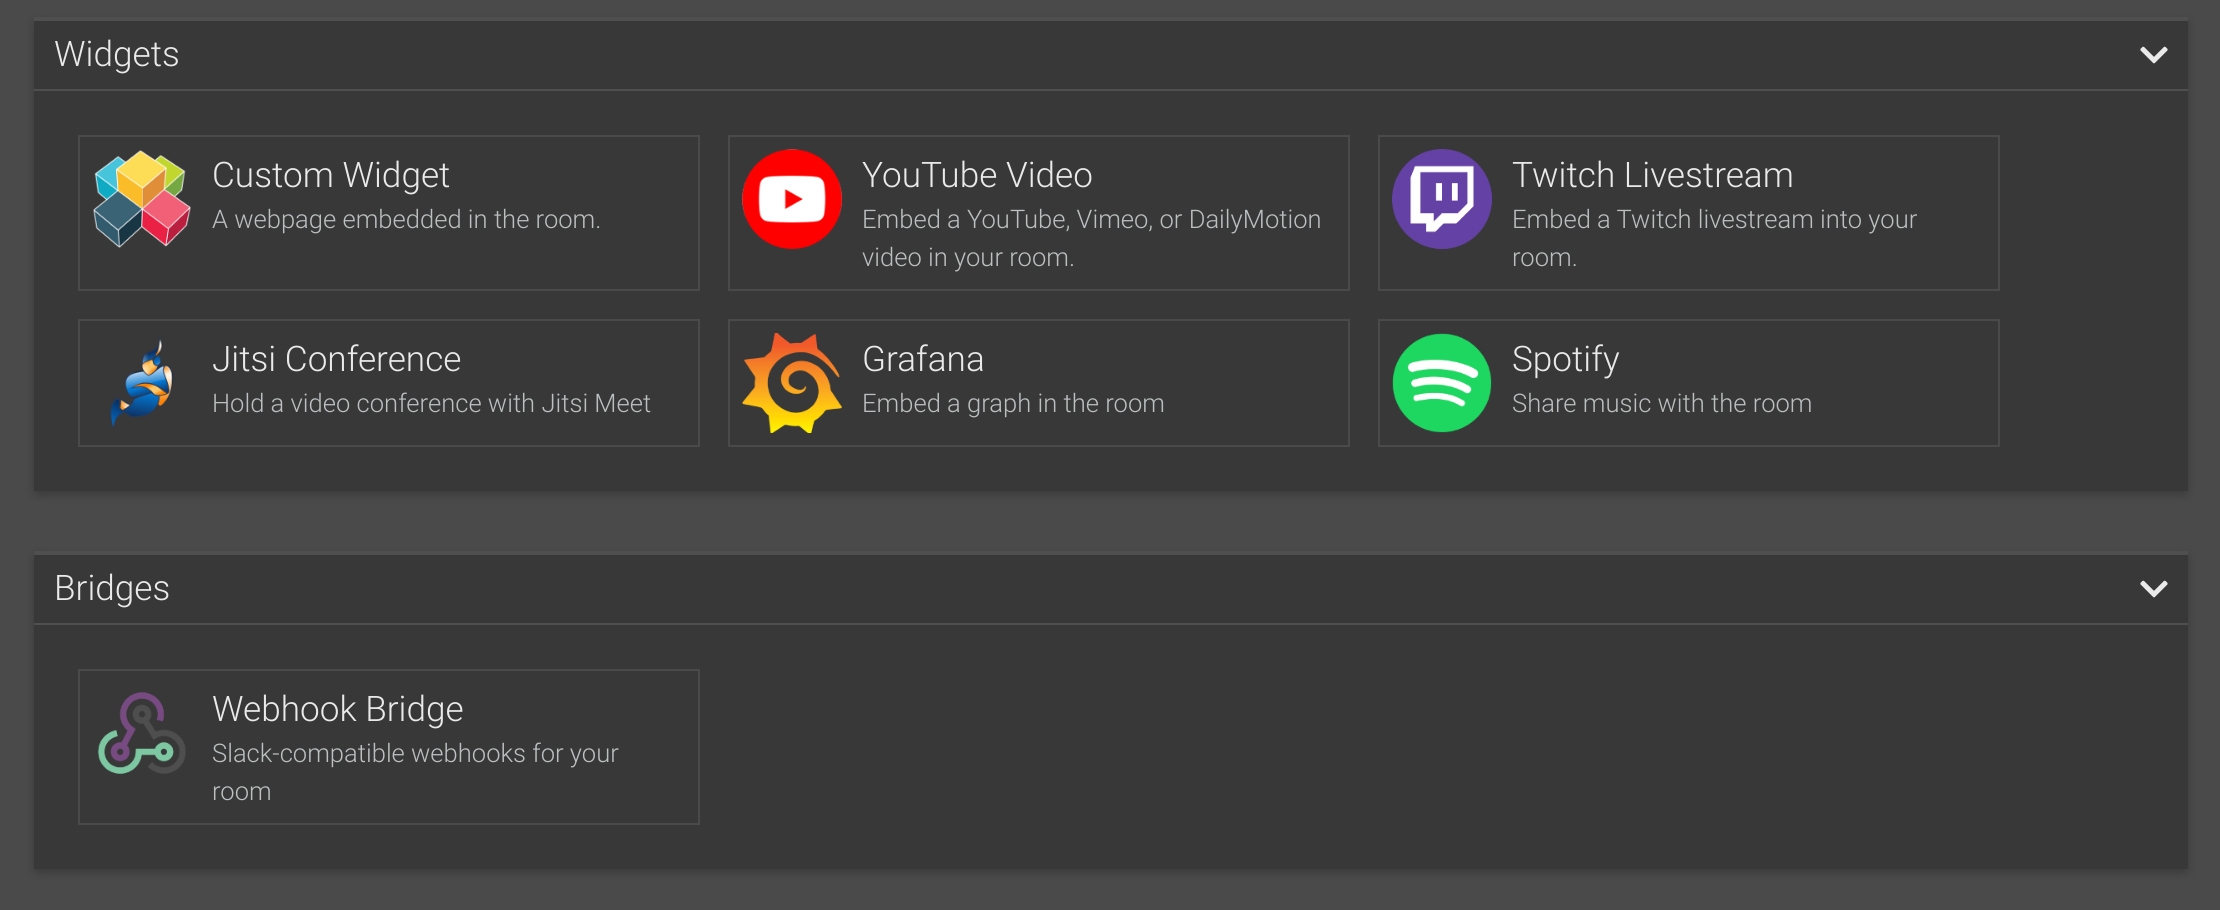 Widgets
Custom Widget
A webpage embedded in the room.
YouTube Video
Embed a YouTube, Vimeo, or DailyMotion
video in your room.
Twitch Livestream
Embed a Twitch livestream into your
room.
Jitsi Conference
Hold a video conference with Jitsi Meet
Grafana
Embed a graph in the room
Spotify
Share music with the room
Bridges
Webhook Bridge
Slack-compatible webhooks for your
room